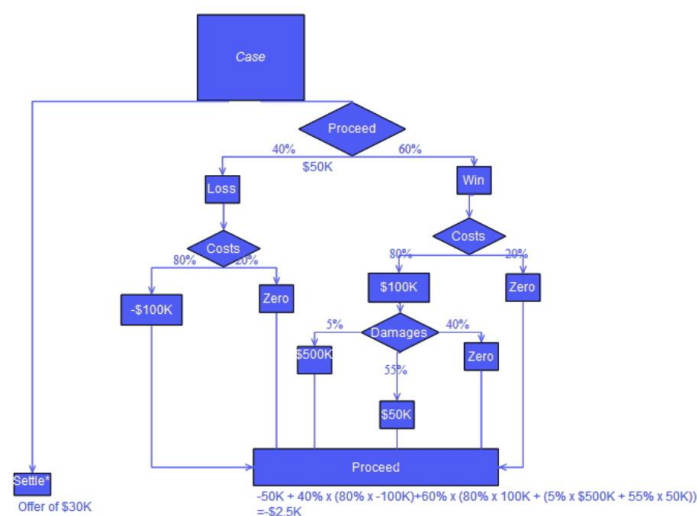 Case
Proceed
40%
60%
$50K
Loss
Win
Costs
Costs
80%
20%
80%
20%
-$100K
Zero
$100K
Zero
5%
Damages
40%
$500K
Zero
55%
$50K
Proceed
Settle*
Offer of $30K
-50K + 40% x (80% x -100K)+60% x (80% x 100K + (5% x $500K + 55% x 50K))
=-$2.5K